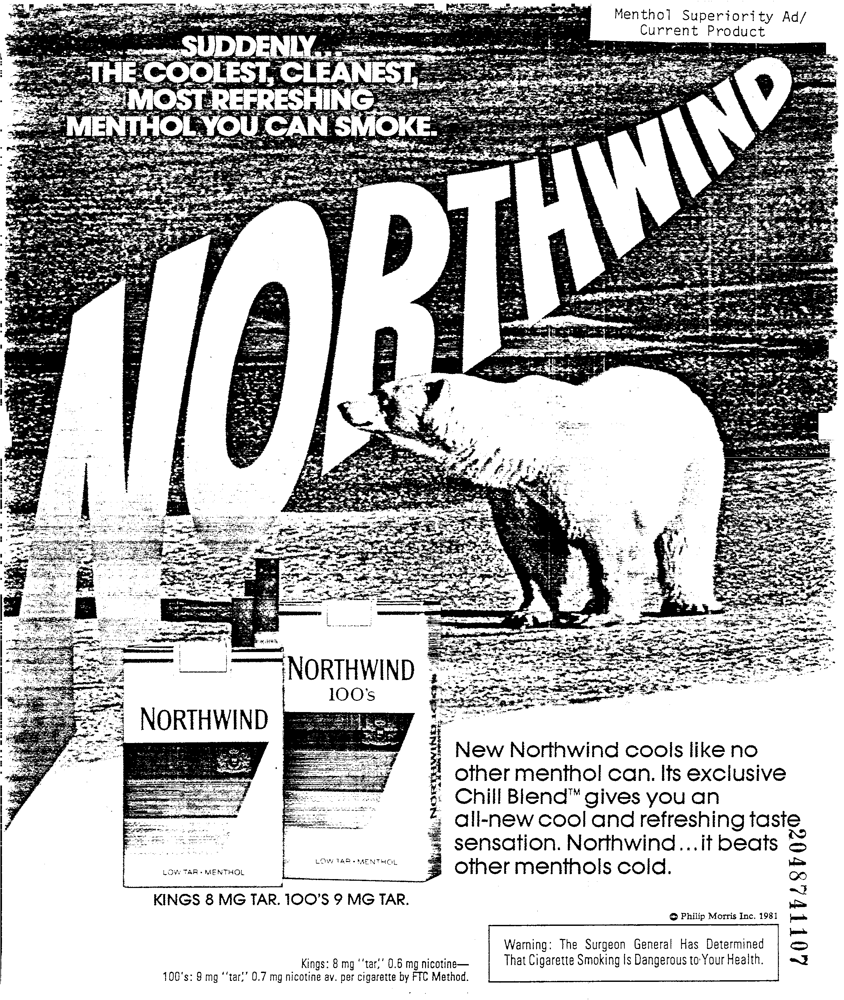 Menthol Superiority Ad/
Current Product
SUDDENLY...
THE COOLEST, CLEANEST,
MOST REFRESHING
MENTHOL YOU CAN SMOKE.
NORTHWIND
NORTHWIND
100's
NORTHWIND
NORTHWIND 100's
LOW TAR • MENTHOL
LOW TAR • MENTHOL
KINGS 8 MG TAR. 100'S 9 MG TAR.
New Northwind cools like no
other menthol can. Its exclusive
Chill Blend™ gives you an
all-new cool and refreshing taste
sensation. Northwind...it beats
other menthols cold.
2048741107
© Philip Morris Inc. 1981
Warning: The Surgeon General Has Determined
That Cigarette Smoking Is Dangerous to Your Health.
Kings: 8 mg "tar," 0.6 mg nicotine—
100's: 9 mg "tar," 0.7 mg nicotine av. per cigarette by FTC Method.